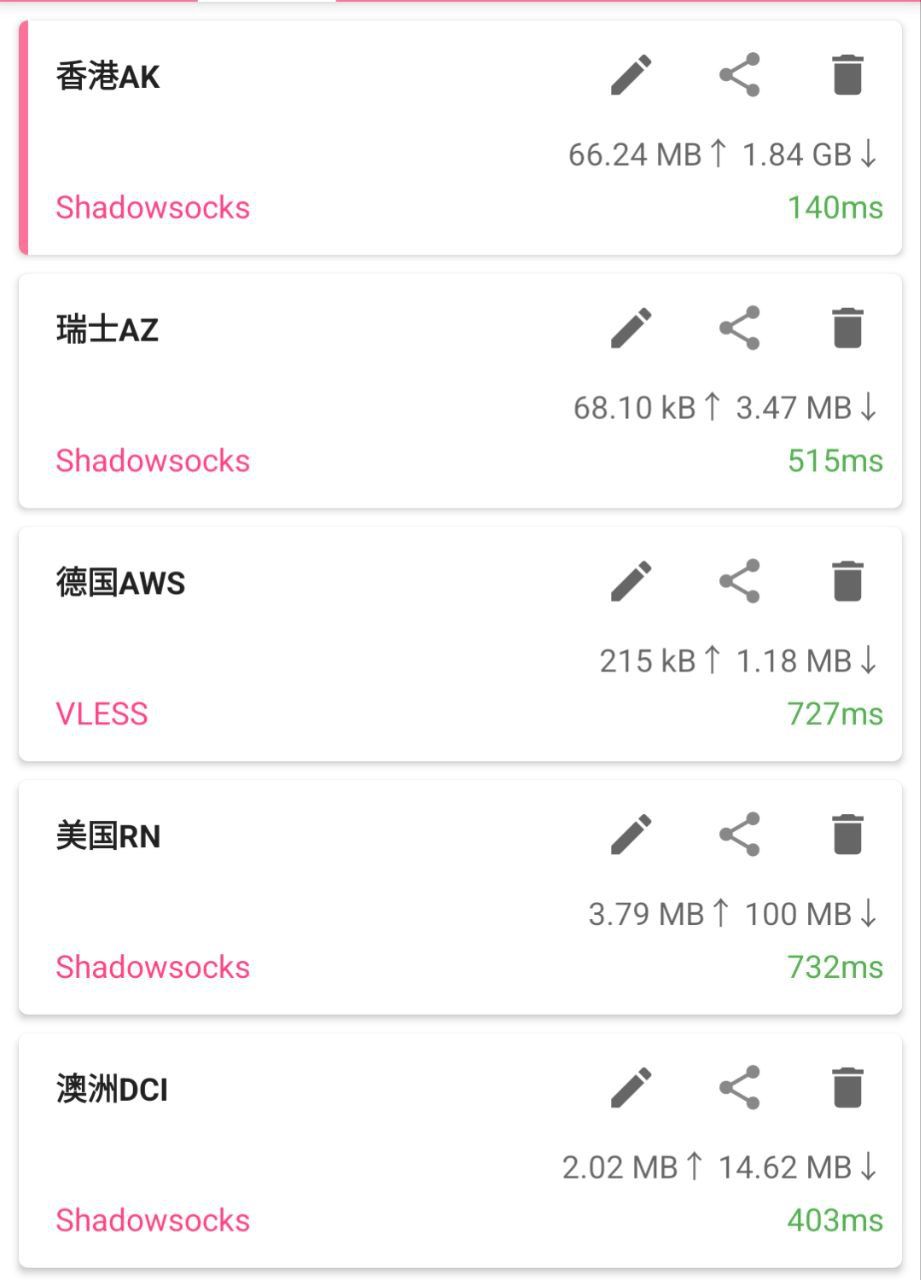 香港AK
66.24 MB↑ 1.84 GB↓
Shadowsocks 140ms
瑞士AZ
68.10 kB↑ 3.47 MB↓
Shadowsocks 515ms
德国AWS
215 kB↑ 1.18 MB↓
VLESS 727ms
美国RN
3.79 MB↑ 100 MB↓
Shadowsocks 732ms
澳洲DCI
2.02 MB↑ 14.62 MB↓
Shadowsocks 403ms